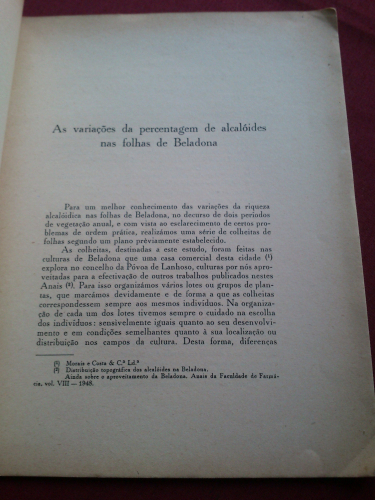 As variações da percentagem de alcalóides
nas folhas de Beladona
Para um melhor conhecimento das variações da riqueza
alcalóidica nas folhas de Beladona, no decurso de dois períodos
de vegetação anual, e com vista ao esclarecimento de certos pro-
blemas de ordem prática, realizámos uma série de colheitas de
folhas segundo um plano prèviamente estabelecido.
As colheitas, destinadas a este estudo, foram feitas nas
culturas de Beladona que uma casa comercial desta cidade (¹)
explora no concelho da Póvoa de Lanhoso, culturas por nós apro-
veitadas para a efectivação de outros trabalhos publicados nestes
Anais (²). Para isso organizámos vários lotes ou grupos de plan-
tas, que marcámos devidamente e de forma a que as colheitas
correspondessem sempre aos mesmos indivíduos. Na organiza-
ção de cada um dos lotes tivemos sempre o cuidado na escolha
dos indivíduos: sensìvelmente iguais quanto ao seu desenvolvi-
mento e em condições semelhantes quanto à sua localização ou
distribuição nos campos da cultura. Desta forma, diferenças
(¹) Morais e Costa & C.ª Ld.ª
(²) Distribuição topográfica dos alcalóides na Beladona.
Ainda sobre o aproveitamento da Beladona. Anais da Faculdade de Farmá-
cia, vol. VIII — 1948.